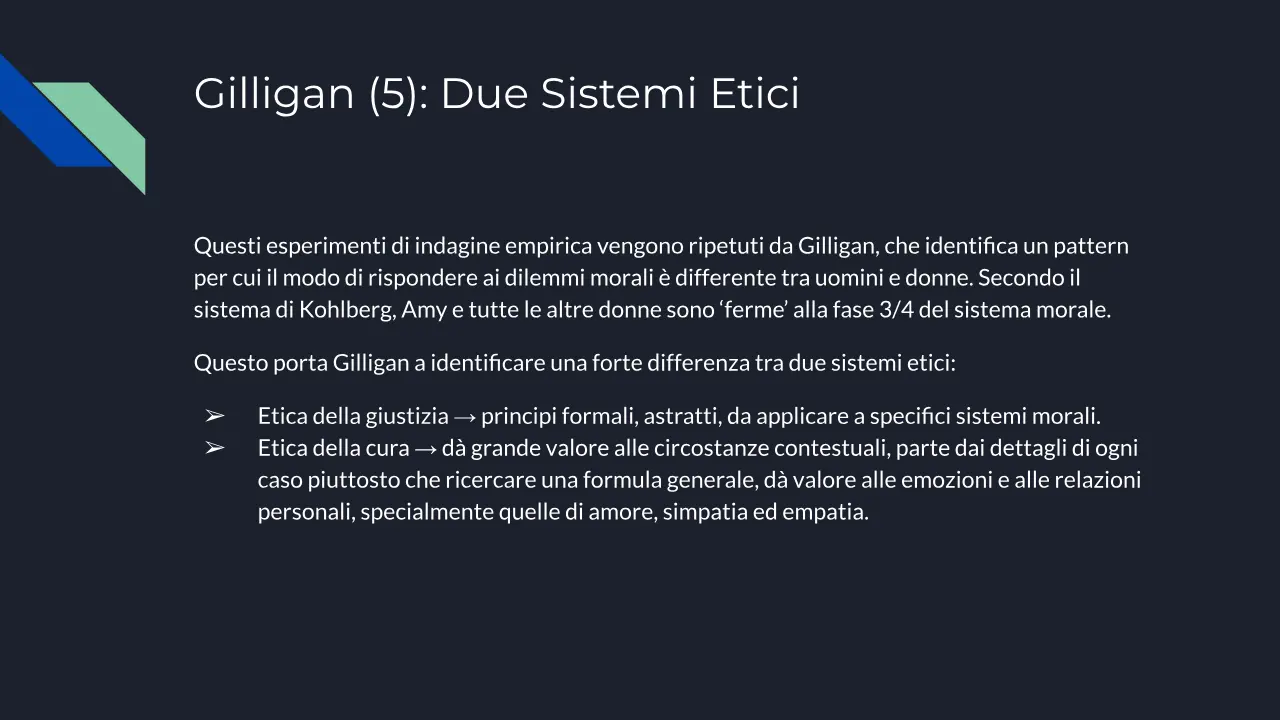 Gilligan (5): Due Sistemi Etici
Questi esperimenti di indagine empirica vengono ripetuti da Gilligan, che identifica un pattern
per cui il modo di rispondere ai dilemmi morali è differente tra uomini e donne. Secondo il
sistema di Kohlberg, Amy e tutte le altre donne sono ‘ferme’ alla fase 3/4 del sistema morale.
Questo porta Gilligan a identificare una forte differenza tra due sistemi etici:
➢ Etica della giustizia → principi formali, astratti, da applicare a specifici sistemi morali.
➢ Etica della cura → dà grande valore alle circostanze contestuali, parte dai dettagli di ogni
caso piuttosto che ricercare una formula generale, dà valore alle emozioni e alle relazioni
personali, specialmente quelle di amore, simpatia ed empatia.